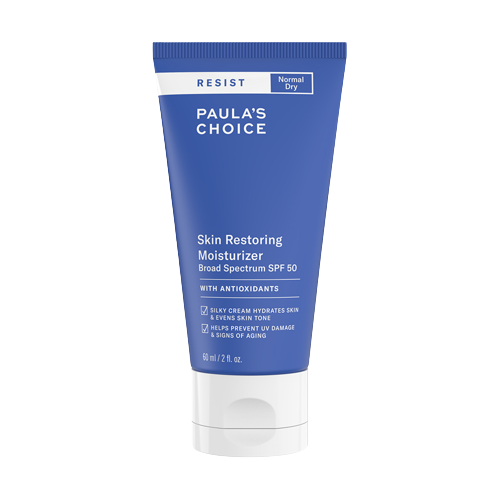 RESIST
Normal
Dry
PAULA'S
CHOICE
Skin Restoring
Moisturizer
Broad Spectrum SPF 50
WITH ANTIOXIDANTS
SILKY CREAM HYDRATES SKIN
& EVENS SKIN TONE
HELPS PREVENT UV DAMAGE
& SIGNS OF AGING
60 ml / 2 fl. oz.